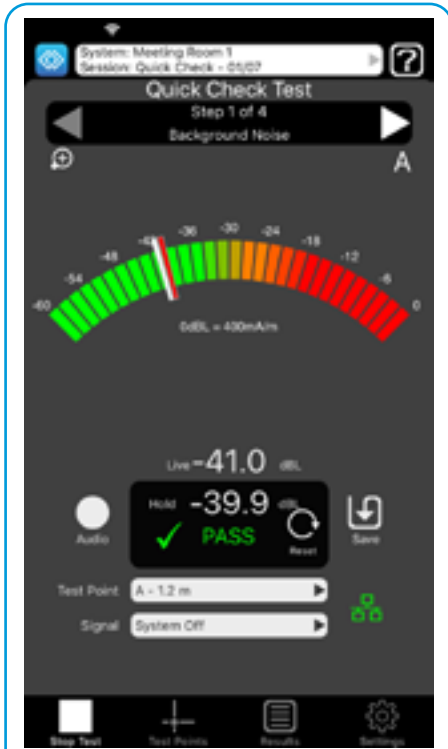 System: Meeting Room 1
Session: Quick Check - 01/07
?
Quick Check Test
Step 1 of 4
Background Noise
A
-60
-54
-48
-42
-36
-30
-24
-18
-12
-6
0
0dBL = 400mA/m
Live -41.0 dBL
Hold -39.9 dBL
PASS
Reset
Audio
Save
Test Point A - 1.2 m
Signal System Off
Stop Test Test Points Results Settings